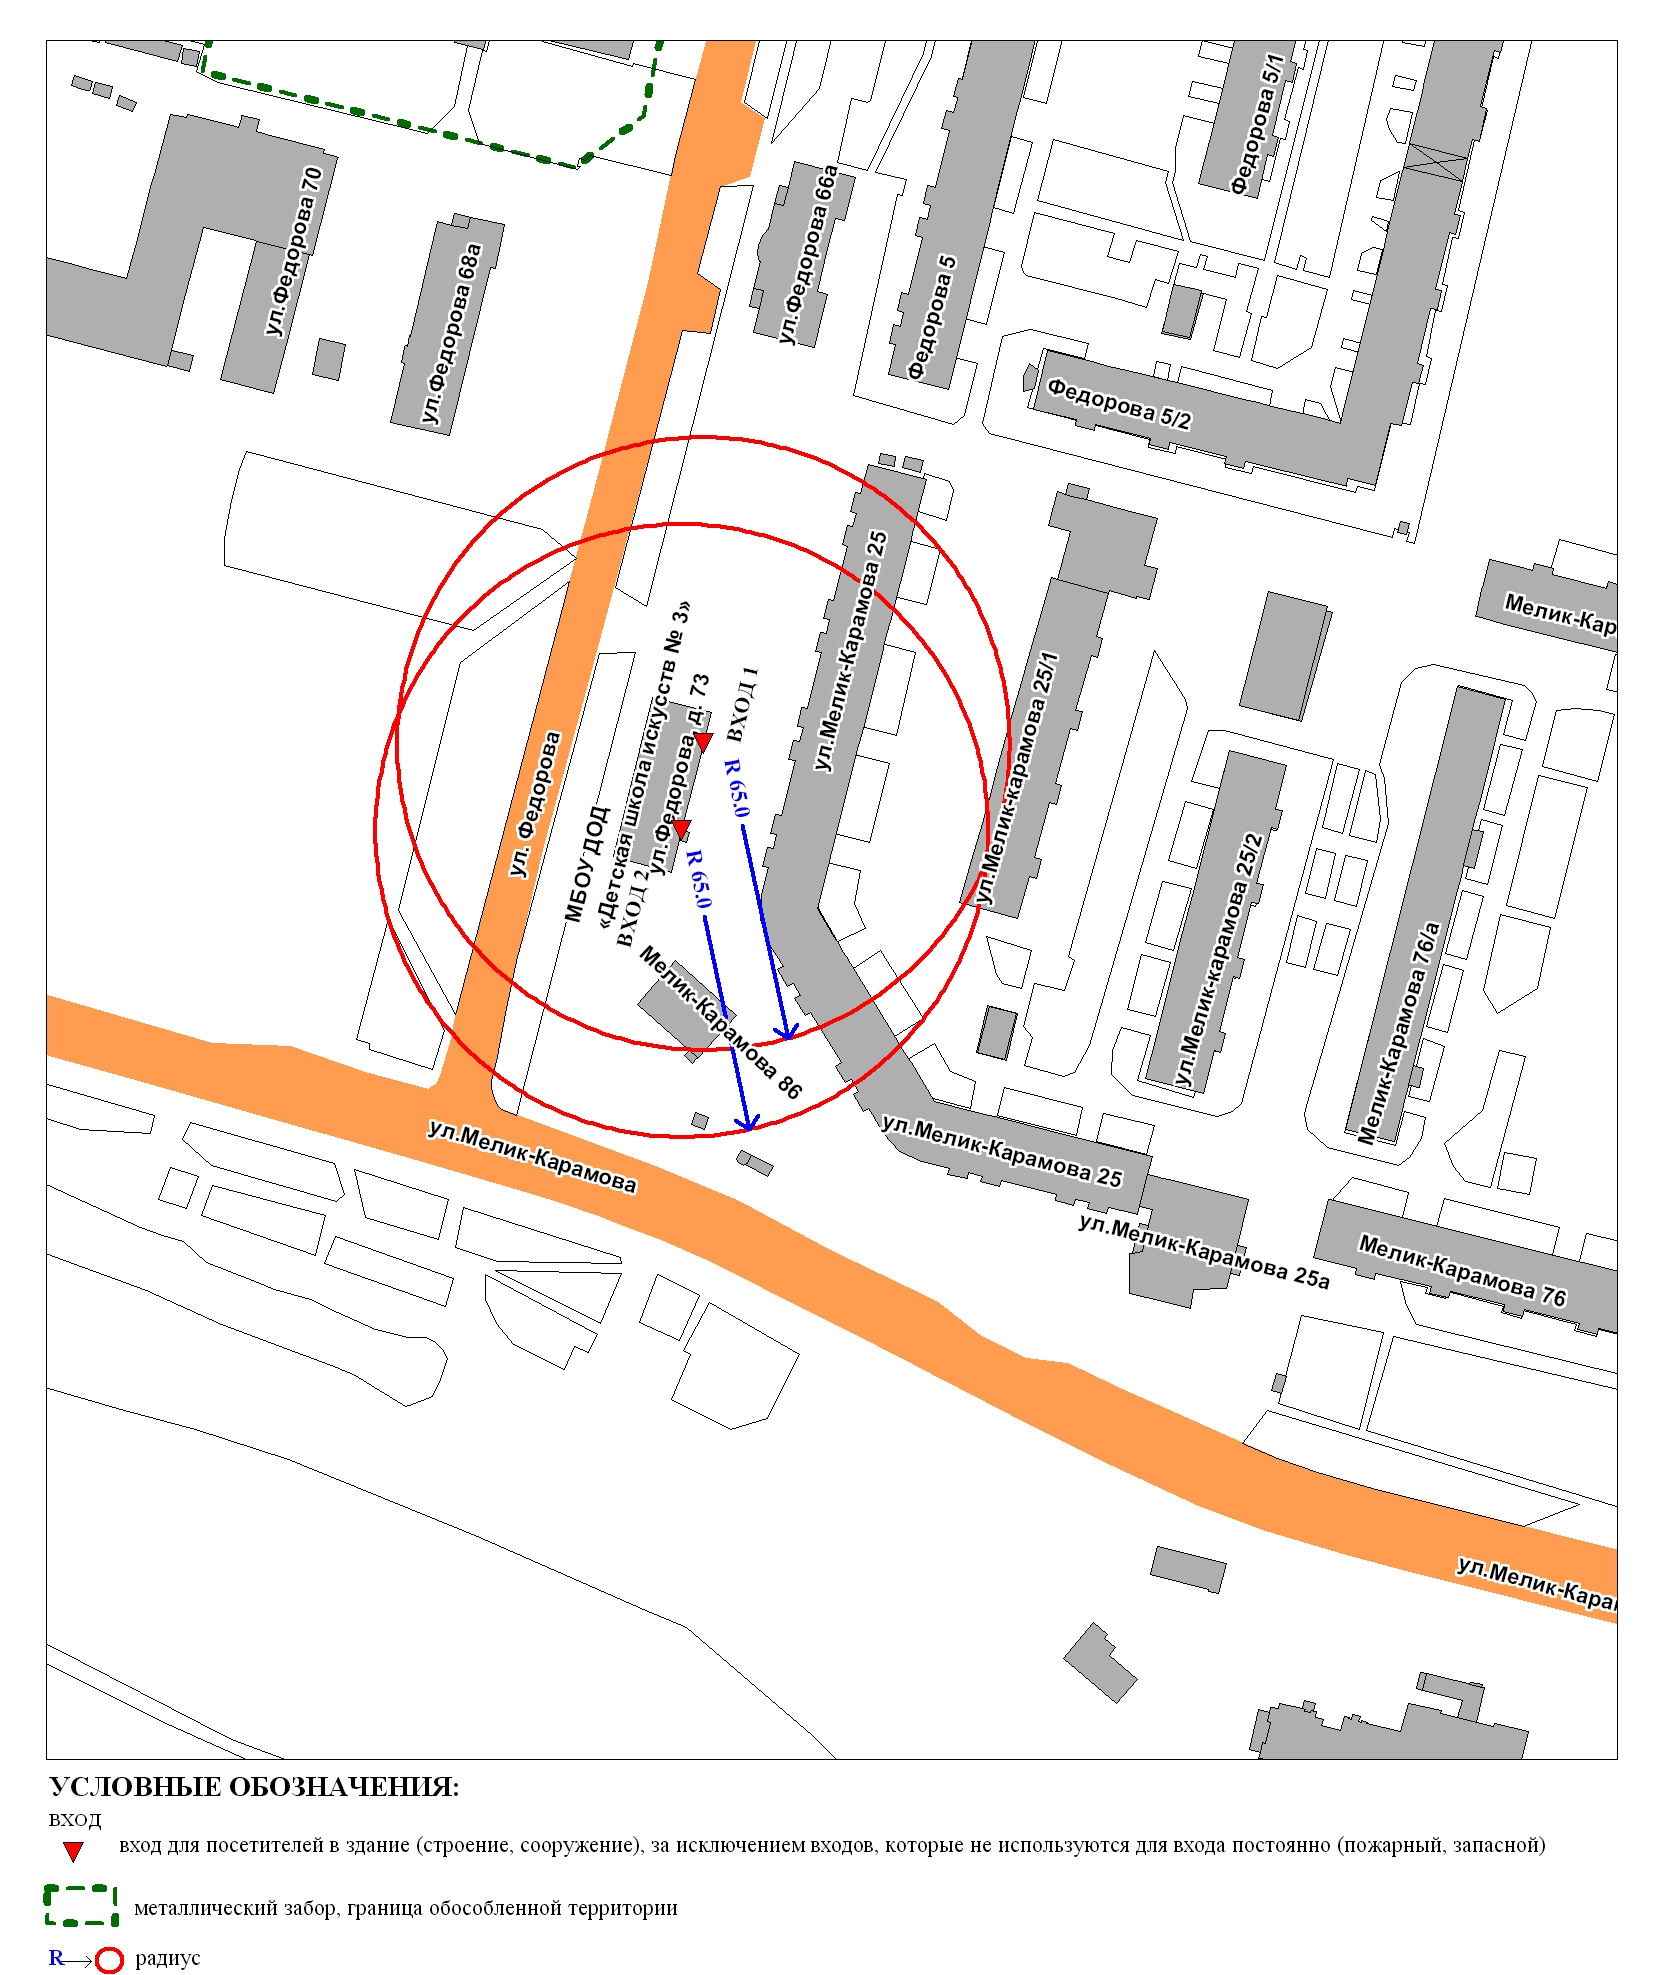 Федорова 5/1
ул.Федорова 70
ул.Федорова 66а
ул.Федорова 68а
Федорова 5
Федорова 5/2
ул.Мелик-Карамова 25
Мелик-Кар
МБОУ ДОД
«Детская школа искусств № 3»
ул.Федорова, д. 73
ВХОД 1
R 65.0
ВХОД 2
R 65.0
ул. Федорова
ул.Мелик-карамова 25/1
ул.Мелик-карамова 25/2
Мелик-Карамова 76/а
Мелик-Карамова 86
ул.Мелик-Карамова
ул.Мелик-Карамова 25
ул.Мелик-Карамова 25а
Мелик-Карамова 76
ул.Мелик-Карам
УСЛОВНЫЕ ОБОЗНАЧЕНИЯ:
ВХОД
вход для посетителей в здание (строение, сооружение), за исключением входов, которые не используются для входа постоянно (пожарный, запасной)
металлический забор, граница обособленной территории
R радиус